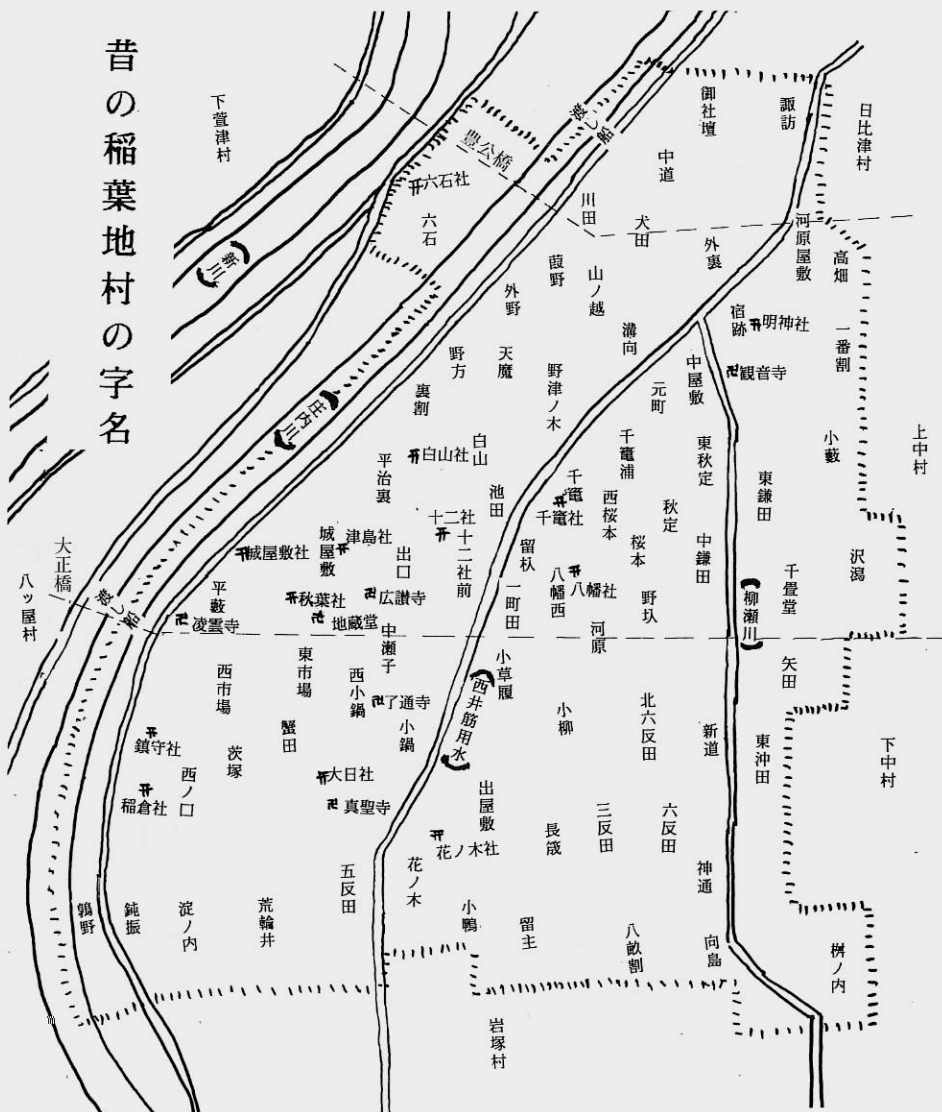 昔の稲葉地村の字名
下萱津村
日比津村
諏訪
御社壇
中道
渡し船
豊公橋
六石社
六石
川田
犬田
外裏
河原屋敷
高畑
一番割
新川
葭野
山ノ越
外野
溝向
宿跡
明神社
観音寺
野方
天魔
野津ノ木
元町
中屋敷
裏割
庄内川
白山社
白山
千竈浦
東秋定
小藪
上中村
平治裏
池田
千竈
千竈社
西桜本
秋定
東鎌田
十二社
十二社前
留杁
桜本
中鎌田
沢潟
城屋敷社
城屋敷
津島社
出口
八幡西
八幡社
野圦
千畳堂
大正橋
八ッ屋村
渡し船
平藪
凌雲寺
秋葉社
地蔵堂
広讃寺
中瀬子
一町田
河原
柳瀬川
西市場
東市場
西小鍋
了通寺
小草履
西井筋用水
小柳
北六反田
新道
矢田
東沖田
下中村
鎮守社
茨塚
蟹田
小鍋
稲倉社
西ノ口
大日社
真聖寺
出屋敷
花ノ木社
長筬
三反田
六反田
神通
鶉野
鈍振
淀ノ内
荒輪井
五反田
花ノ木
小鴨
留主
八畝割
向島
桝ノ内
岩塚村